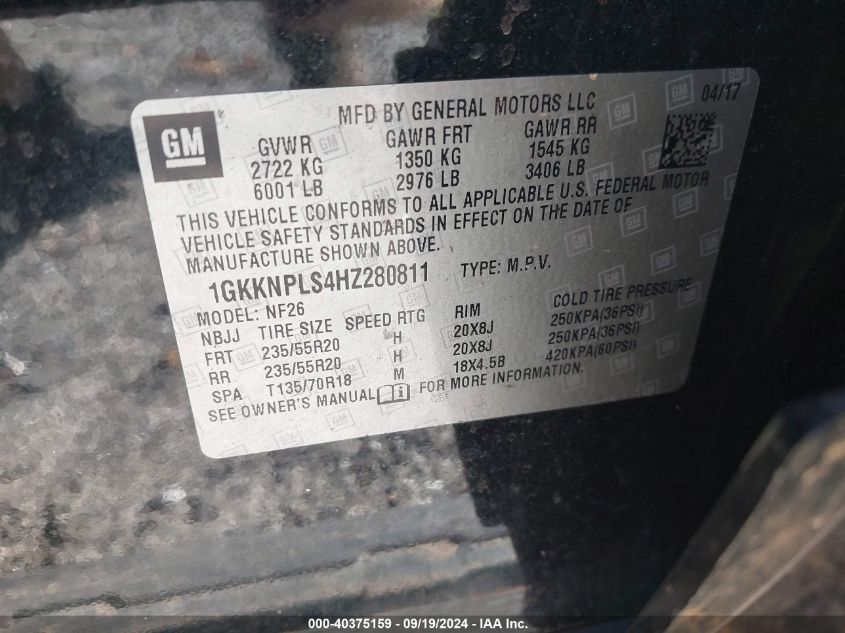 GM
MFD BY GENERAL MOTORS LLC 04/17
GVWR GAWR FRT GAWR RR
2722 KG 1350 KG 1545 KG
6001 LB 2976 LB 3406 LB
THIS VEHICLE CONFORMS TO ALL APPLICABLE U.S. FEDERAL MOTOR
VEHICLE SAFETY STANDARDS IN EFFECT ON THE DATE OF
MANUFACTURE SHOWN ABOVE.
1GKKNPLS4HZ280811 TYPE: M.P.V.
MODEL: NF26
NBJJ TIRE SIZE SPEED RTG RIM COLD TIRE PRESSURE
FRT 235/55R20 H 20X8J 250KPA(36PSI)
RR 235/55R20 H 20X8J 250KPA(36PSI)
SPA T135/70R18 M 18X4.5B 420KPA(60PSI)
SEE OWNER'S MANUAL FOR MORE INFORMATION.
000-40375159 - 09/19/2024 - IAA Inc.